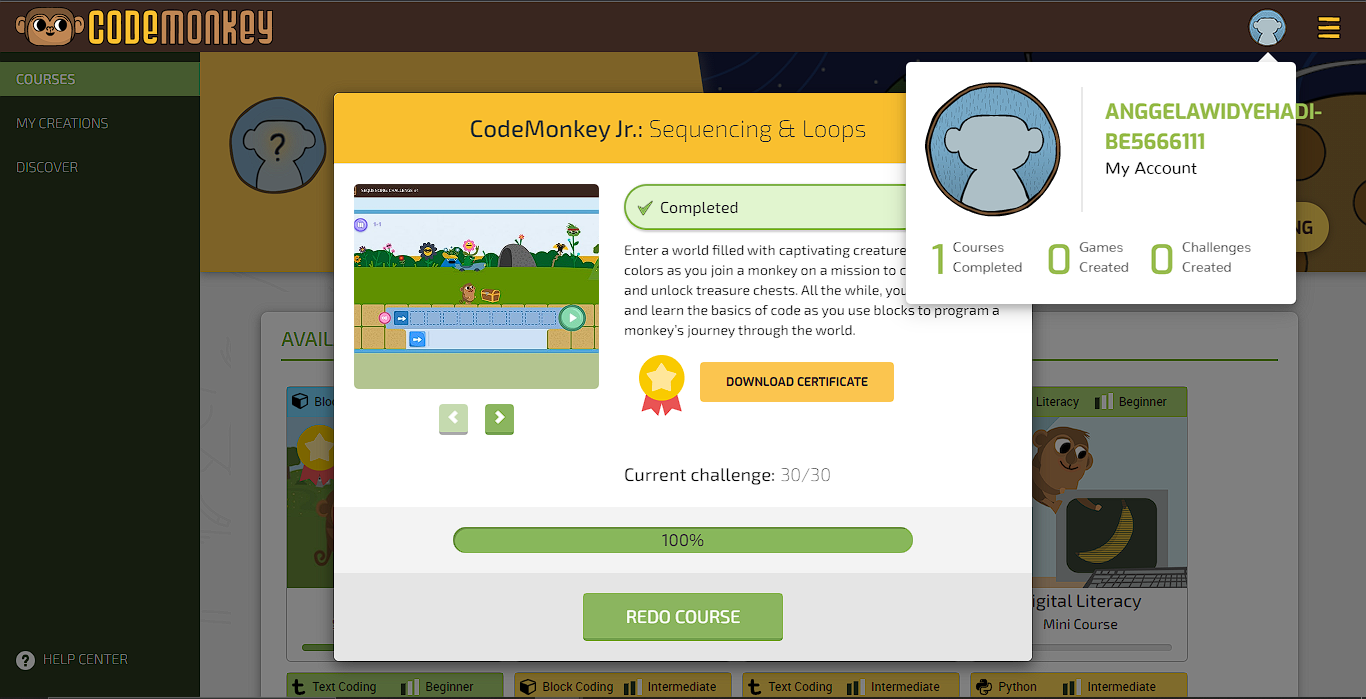 CODEMONKEY
COURSES
MY CREATIONS
DISCOVER
HELP CENTER
ANGGELAWIDYEHADI-
BE5666111
My Account
1 Courses Completed
0 Games Created
0 Challenges Created
NG
CodeMonkey Jr.: Sequencing & Loops
SEQUENCING CHALLENGE #1
1-1
Completed
Enter a world filled with captivating creature
colors as you join a monkey on a mission to c
and unlock treasure chests. All the while, you
and learn the basics of code as you use blocks to program a
monkey's journey through the world.
DOWNLOAD CERTIFICATE
Current challenge: 30/30
100%
REDO COURSE
AVAIL
Blo
Literacy Beginner
igital Literacy
Mini Course
Text Coding Beginner
Block Coding Intermediate
Text Coding Intermediate
Python Intermediate